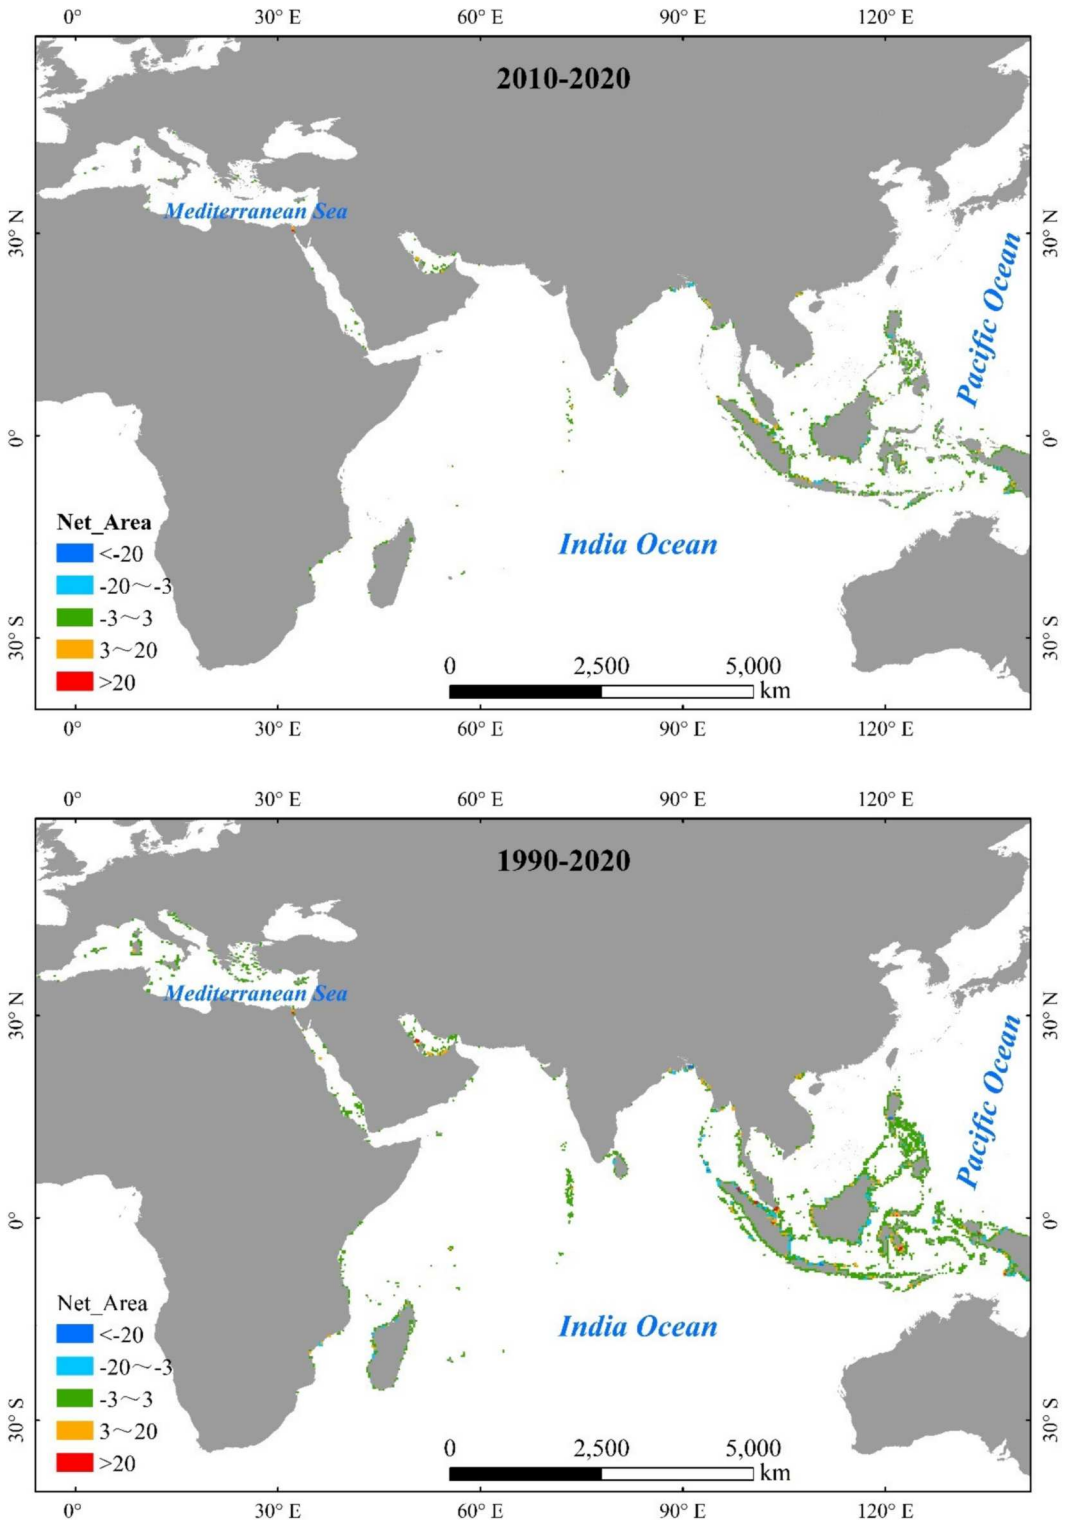 0° 30° E 60° E 90° E 120° E
2010-2020
Mediterranean Sea
30° N 30° N
Pacific Ocean
0° 0°
India Ocean
Net_Area
<-20
-20～-3
-3～3
3～20
>20
30° S 30° S
0 2,500 5,000
km
0° 30° E 60° E 90° E 120° E
0° 30° E 60° E 90° E 120° E
1990-2020
Mediterranean Sea
30° N 30° N
Pacific Ocean
0° 0°
India Ocean
Net_Area
<-20
-20～-3
-3～3
3～20
>20
30° S 30° S
0 2,500 5,000
km
0° 30° E 60° E 90° E 120° E